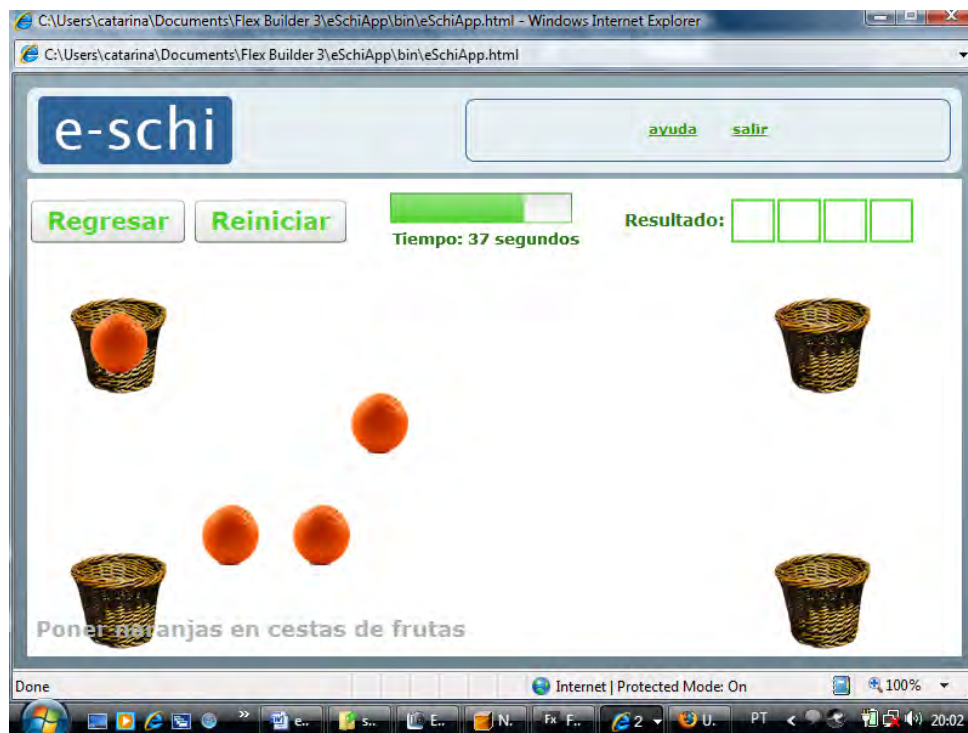 C:\Users\catarina\Documents\Flex Builder 3\eSchiApp\bin\eSchiApp.html - Windows Internet Explorer
C:\Users\catarina\Documents\Flex Builder 3\eSchiApp\bin\eSchiApp.html
e-schi
ayuda salir
Regresar Reiniciar
Tiempo: 37 segundos
Resultado:
Poner naranjas en cestas de frutas
Done Internet | Protected Mode: On 100%
e.. s.. E.. N. Fx F.. 2 U. PT 20:02